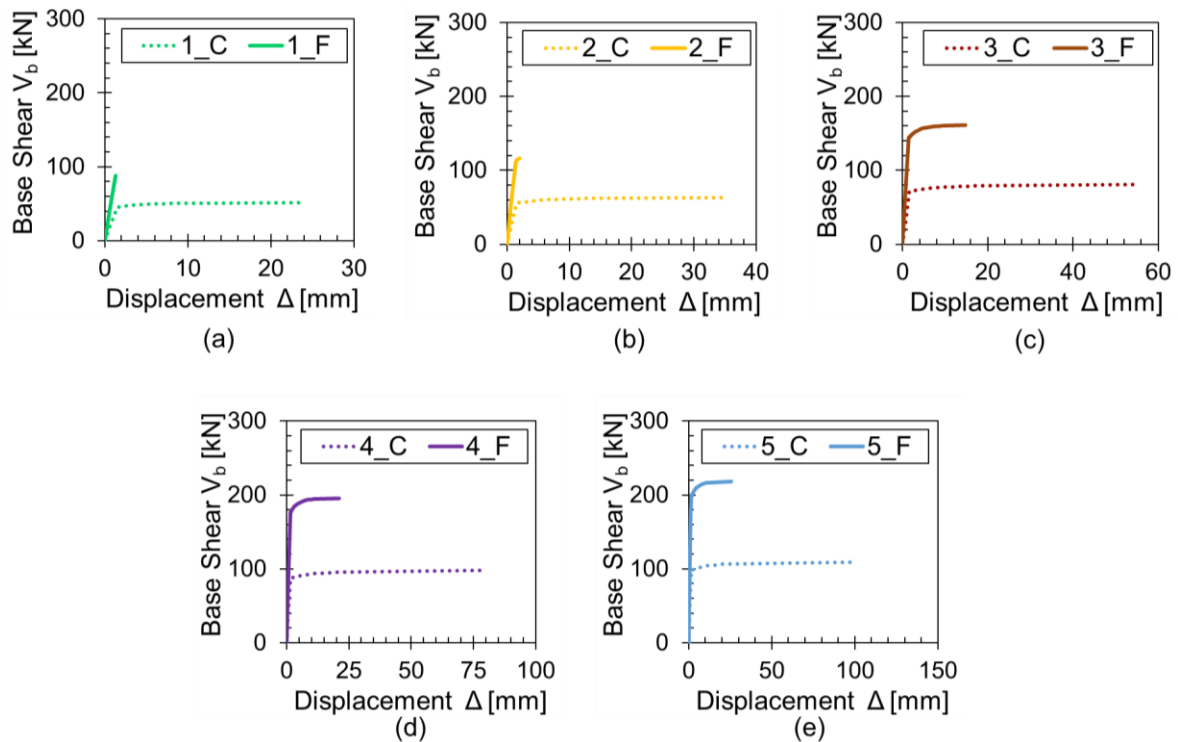 300
1_C 1_F
200
100
0
0 10 20 30
Base Shear V_b [kN]
Displacement Δ [mm]
(a)
300
2_C 2_F
200
100
0
0 10 20 30 40
Base Shear V_b [kN]
Displacement Δ [mm]
(b)
300
3_C 3_F
200
100
0
0 20 40 60
Base Shear V_b [kN]
Displacement Δ [mm]
(c)
300
4_C 4_F
200
100
0
0 25 50 75 100
Base Shear V_b [kN]
Displacement Δ [mm]
(d)
300
5_C 5_F
200
100
0
0 50 100 150
Base Shear V_b [kN]
Displacement Δ [mm]
(e)